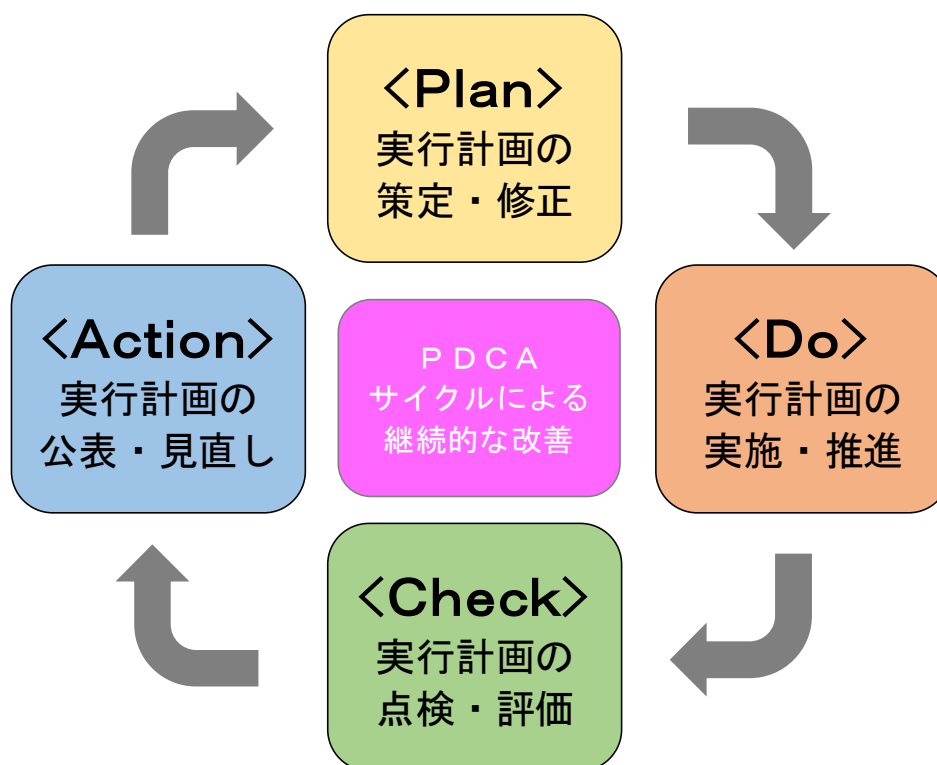 <Plan>
実行計画の
策定・修正
<Do>
実行計画の
実施・推進
<Check>
実行計画の
点検・評価
<Action>
実行計画の
公表・見直し
ＰＤＣＡ
サイクルによる
継続的な改善